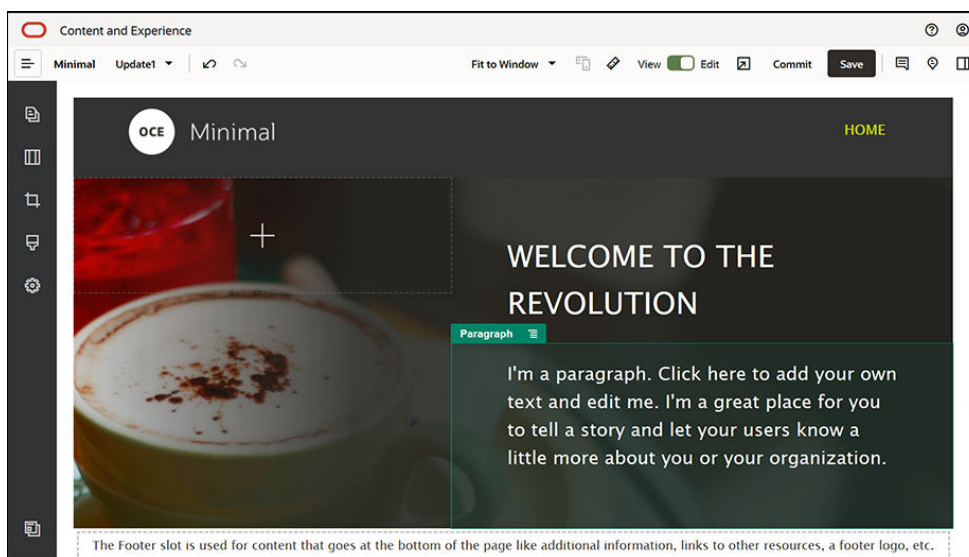 Content and Experience
Minimal Update1 Fit to Window View Edit Commit Save
OCE Minimal
HOME
WELCOME TO THE
REVOLUTION
Paragraph
I'm a paragraph. Click here to add your own
text and edit me. I'm a great place for you
to tell a story and let your users know a
little more about you or your organization.
The Footer slot is used for content that goes at the bottom of the page like additional information, links to other resources, a footer logo, etc.